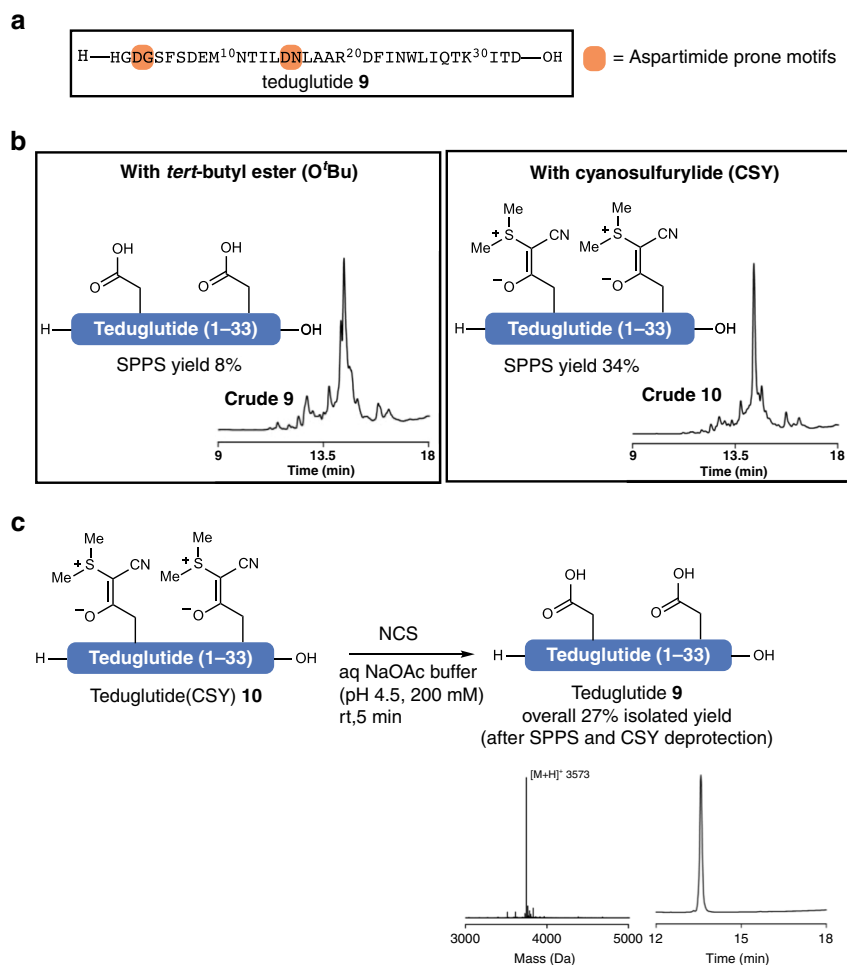 a
H—HGDGSFSDEM¹⁰NTILDNLAAR²⁰DFINWLIQTK³⁰ITD—OH
teduglutide 9
= Aspartimide prone motifs
b
With tert-butyl ester (OᵗBu)
OH
O
OH
O
H
Teduglutide (1–33)
OH
SPPS yield 8%
Crude 9
9
13.5
18
Time (min)
With cyanosulfurylide (CSY)
Me
+
S
Me
CN
−O
Me
+
S
Me
CN
−O
H
Teduglutide (1–33)
OH
SPPS yield 34%
Crude 10
9
13.5
18
Time (min)
c
Me
+
S
Me
CN
−O
Me
+
S
Me
CN
−O
H
Teduglutide (1–33)
OH
Teduglutide(CSY) 10
NCS
aq NaOAc buffer
(pH 4.5, 200 mM)
rt,5 min
OH
O
OH
O
H
Teduglutide (1–33)
OH
Teduglutide 9
overall 27% isolated yield
(after SPPS and CSY deprotection)
[M+H]⁺ 3573
3000
4000
5000
Mass (Da)
12
15
18
Time (min)